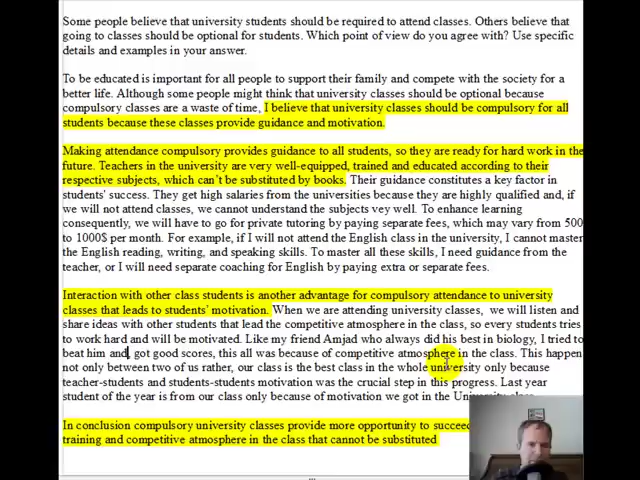 Some people believe that university students should be required to attend classes. Others believe that
going to classes should be optional for students. Which point of view do you agree with? Use specific
details and examples in your answer.
To be educated is important for all people to support their family and compete with the society for a
better life. Although some people might think that university classes should be optional because
compulsory classes are a waste of time, I believe that university classes should be compulsory for all
students because these classes provide guidance and motivation.
Making attendance compulsory provides guidance to all students, so they are ready for hard work in the
future. Teachers in the university are very well-equipped, trained and educated according to their
respective subjects, which can't be substituted by books. Their guidance constitutes a key factor in
students' success. They get high salaries from the universities because they are highly qualified and, if
we will not attend classes, we cannot understand the subjects vey well. To enhance learning
consequently, we will have to go for private tutoring by paying separate fees, which may vary from 500
to 1000$ per month. For example, if I will not attend the English class in the university, I cannot master
the English reading, writing, and speaking skills. To master all these skills, I need guidance from the
teacher, or I will need separate coaching for English by paying extra or separate fees.
Interaction with other class students is another advantage for compulsory attendance to university
classes that leads to students' motivation. When we are attending university classes, we will listen and
share ideas with other students that lead the competitive atmosphere in the class, so every students tries
to work hard and will be motivated. Like my friend Amjad who always did his best in biology, I tried to
beat him and, got good scores, this all was because of competitive atmosphere in the class. This happen
not only between two of us rather, our class is the best class in the whole university only because
teacher-students and students-students motivation was the crucial step in this progress. Last year
student of the year is from our class only because of motivation we got in the
In conclusion compulsory university classes provide more opportunity to succeed
training and competitive atmosphere in the class that cannot be substituted